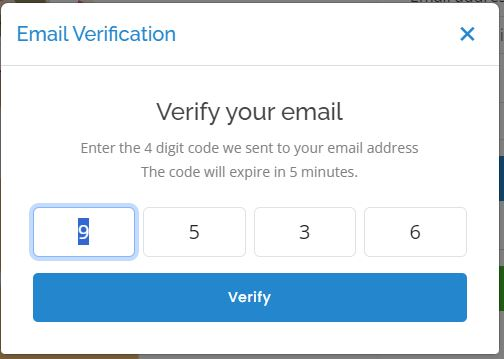 Email Verification
Verify your email
Enter the 4 digit code we sent to your email address
The code will expire in 5 minutes.
9 5 3 6
Verify